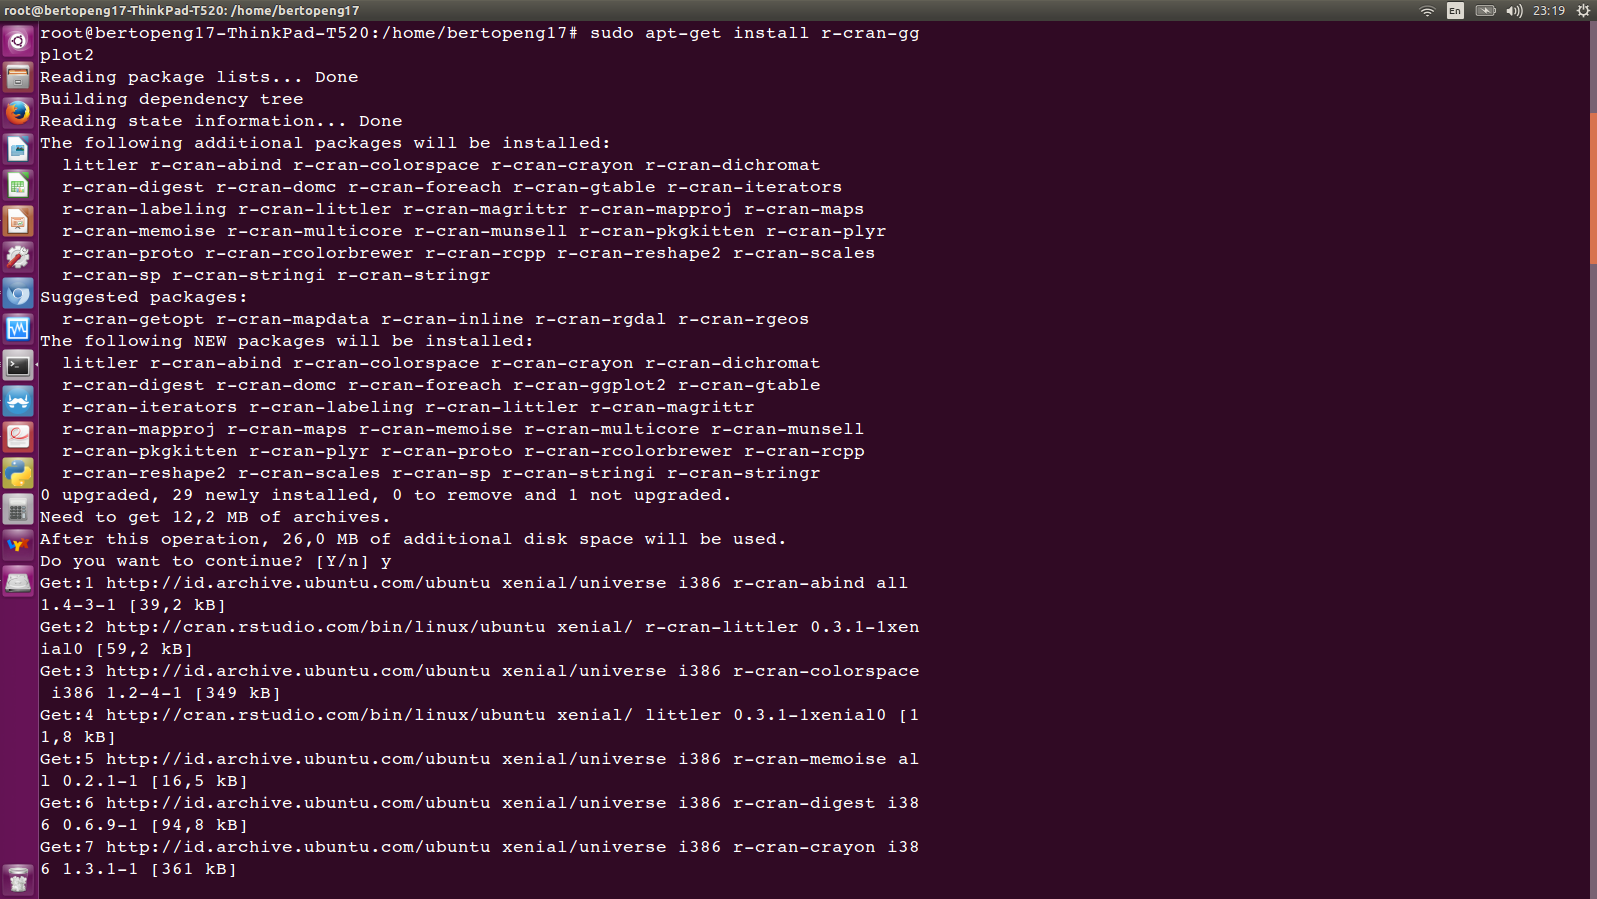 root@bertopeng17-ThinkPad-T520: /home/bertopeng17
En
23:19
root@bertopeng17-ThinkPad-T520:/home/bertopeng17# sudo apt-get install r-cran-gg
plot2
Reading package lists... Done
Building dependency tree
Reading state information... Done
The following additional packages will be installed:
  littler r-cran-abind r-cran-colorspace r-cran-crayon r-cran-dichromat
  r-cran-digest r-cran-domc r-cran-foreach r-cran-gtable r-cran-iterators
  r-cran-labeling r-cran-littler r-cran-magrittr r-cran-mapproj r-cran-maps
  r-cran-memoise r-cran-multicore r-cran-munsell r-cran-pkgkitten r-cran-plyr
  r-cran-proto r-cran-rcolorbrewer r-cran-rcpp r-cran-reshape2 r-cran-scales
  r-cran-sp r-cran-stringi r-cran-stringr
Suggested packages:
  r-cran-getopt r-cran-mapdata r-cran-inline r-cran-rgdal r-cran-rgeos
The following NEW packages will be installed:
  littler r-cran-abind r-cran-colorspace r-cran-crayon r-cran-dichromat
  r-cran-digest r-cran-domc r-cran-foreach r-cran-ggplot2 r-cran-gtable
  r-cran-iterators r-cran-labeling r-cran-littler r-cran-magrittr
  r-cran-mapproj r-cran-maps r-cran-memoise r-cran-multicore r-cran-munsell
  r-cran-pkgkitten r-cran-plyr r-cran-proto r-cran-rcolorbrewer r-cran-rcpp
  r-cran-reshape2 r-cran-scales r-cran-sp r-cran-stringi r-cran-stringr
0 upgraded, 29 newly installed, 0 to remove and 1 not upgraded.
Need to get 12,2 MB of archives.
After this operation, 26,0 MB of additional disk space will be used.
Do you want to continue? [Y/n] y
Get:1 http://id.archive.ubuntu.com/ubuntu xenial/universe i386 r-cran-abind all
1.4-3-1 [39,2 kB]
Get:2 http://cran.rstudio.com/bin/linux/ubuntu xenial/ r-cran-littler 0.3.1-1xen
ial0 [59,2 kB]
Get:3 http://id.archive.ubuntu.com/ubuntu xenial/universe i386 r-cran-colorspace
 i386 1.2-4-1 [349 kB]
Get:4 http://cran.rstudio.com/bin/linux/ubuntu xenial/ littler 0.3.1-1xenial0 [1
1,8 kB]
Get:5 http://id.archive.ubuntu.com/ubuntu xenial/universe i386 r-cran-memoise al
l 0.2.1-1 [16,5 kB]
Get:6 http://id.archive.ubuntu.com/ubuntu xenial/universe i386 r-cran-digest i38
6 0.6.9-1 [94,8 kB]
Get:7 http://id.archive.ubuntu.com/ubuntu xenial/universe i386 r-cran-crayon i38
6 1.3.1-1 [361 kB]